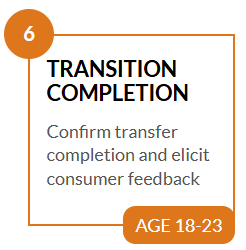 6
TRANSITION
COMPLETION
Confirm transfer
completion and elicit
consumer feedback
AGE 18-23